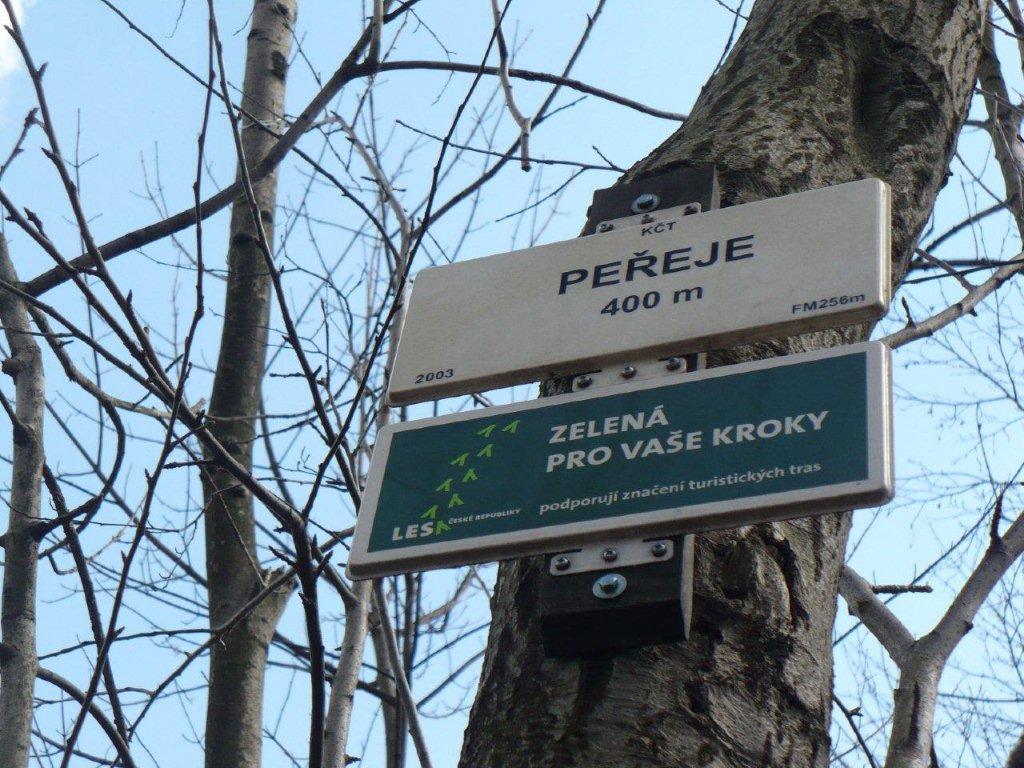 KČT
PEŘEJE
400 m
2003
FM256m
ZELENÁ
PRO VAŠE KROKY
podporují značení turistických tras
LESY ČESKÉ REPUBLIKY